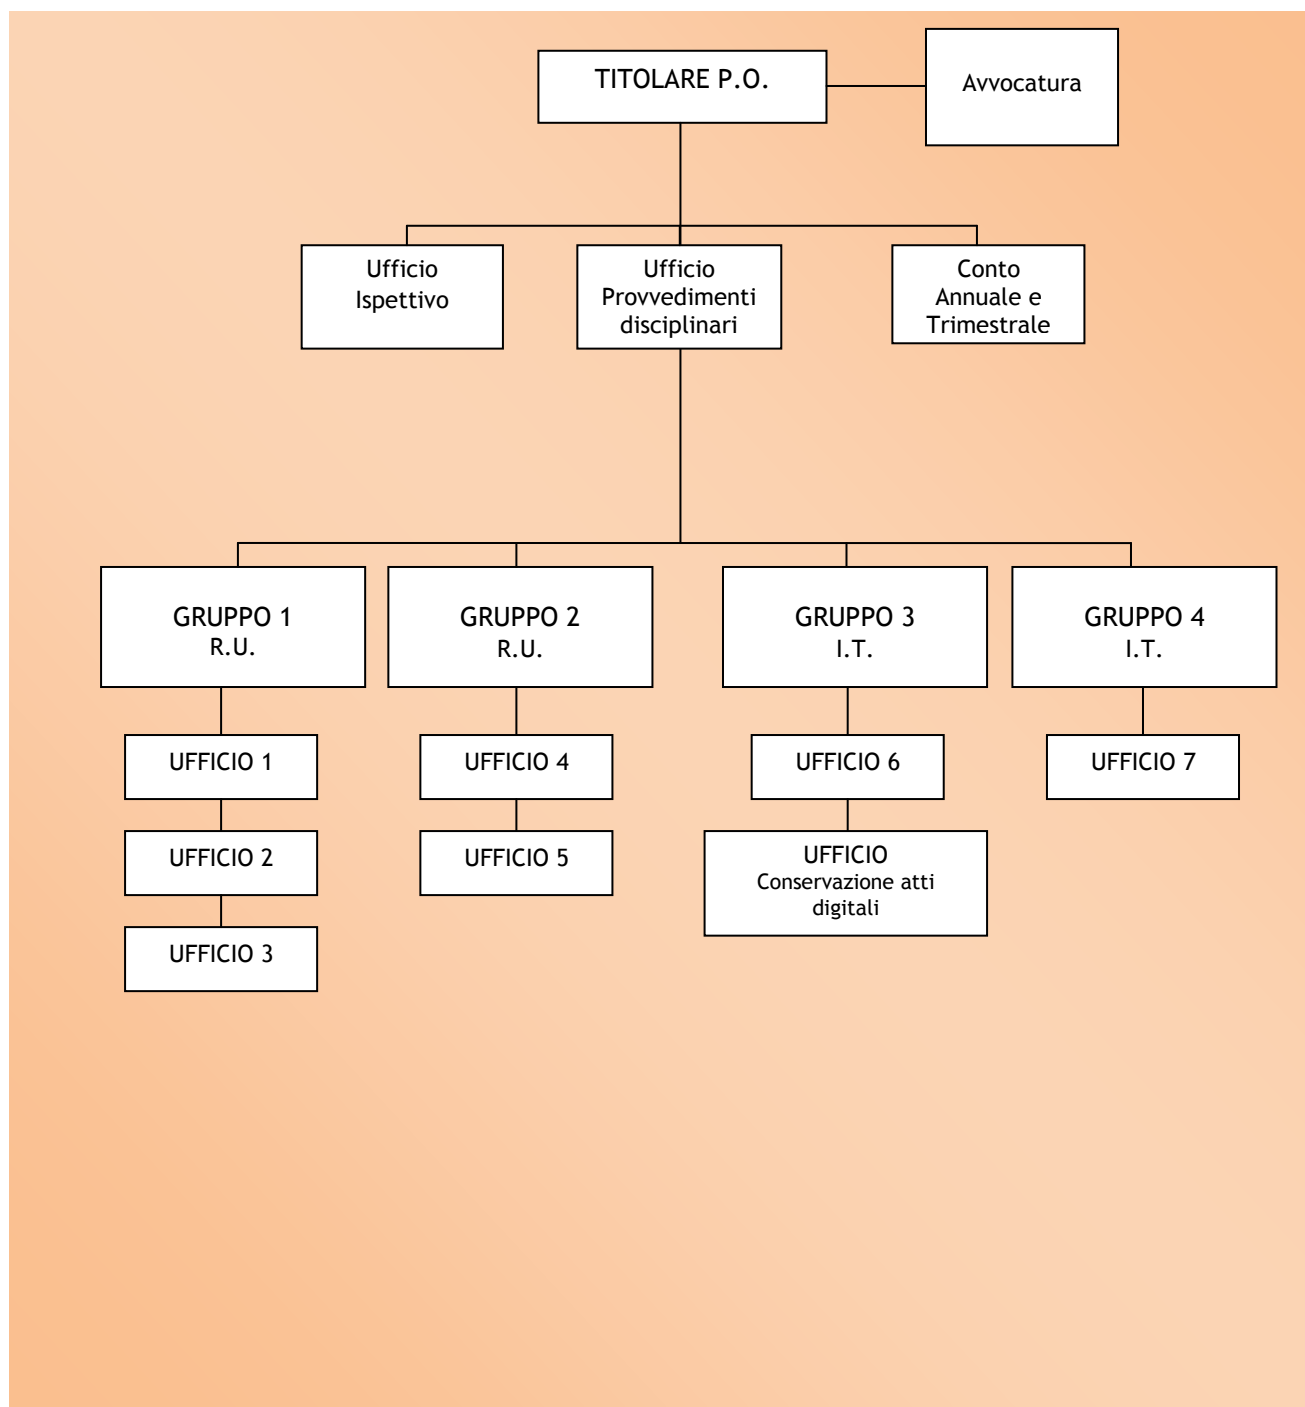 TITOLARE P.O.
Avvocatura
Ufficio
Ispettivo
Ufficio
Provvedimenti
disciplinari
Conto
Annuale e
Trimestrale
GRUPPO 1
R.U.
GRUPPO 2
R.U.
GRUPPO 3
I.T.
GRUPPO 4
I.T.
UFFICIO 1
UFFICIO 4
UFFICIO 6
UFFICIO 7
UFFICIO 2
UFFICIO 5
UFFICIO
Conservazione atti
digitali
UFFICIO 3